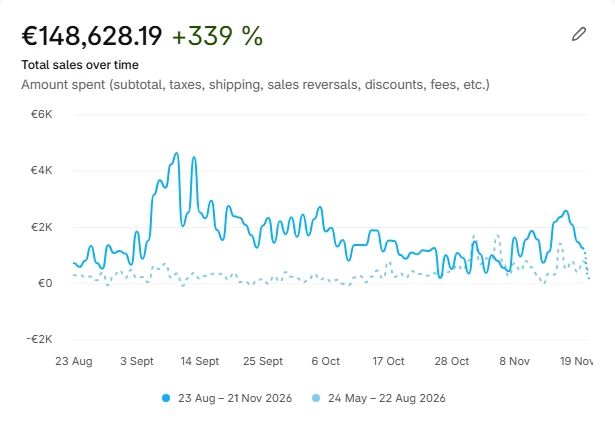 €148,628.19 +339 %
Total sales over time
Amount spent (subtotal, taxes, shipping, sales reversals, discounts, fees, etc.)
€6K
€4K
€2K
€0
-€2K
23 Aug 3 Sept 14 Sept 25 Sept 6 Oct 17 Oct 28 Oct 8 Nov 19 Nov
23 Aug – 21 Nov 2026 24 May – 22 Aug 2026